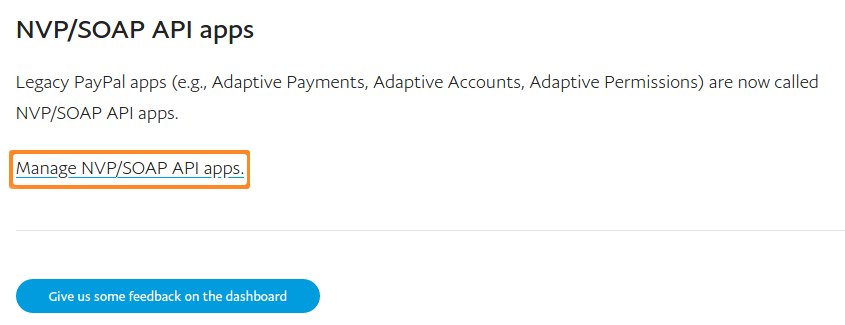 NVP/SOAP API apps
Legacy PayPal apps (e.g., Adaptive Payments, Adaptive Accounts, Adaptive Permissions) are now called
NVP/SOAP API apps.
Manage NVP/SOAP API apps.
Give us some feedback on the dashboard